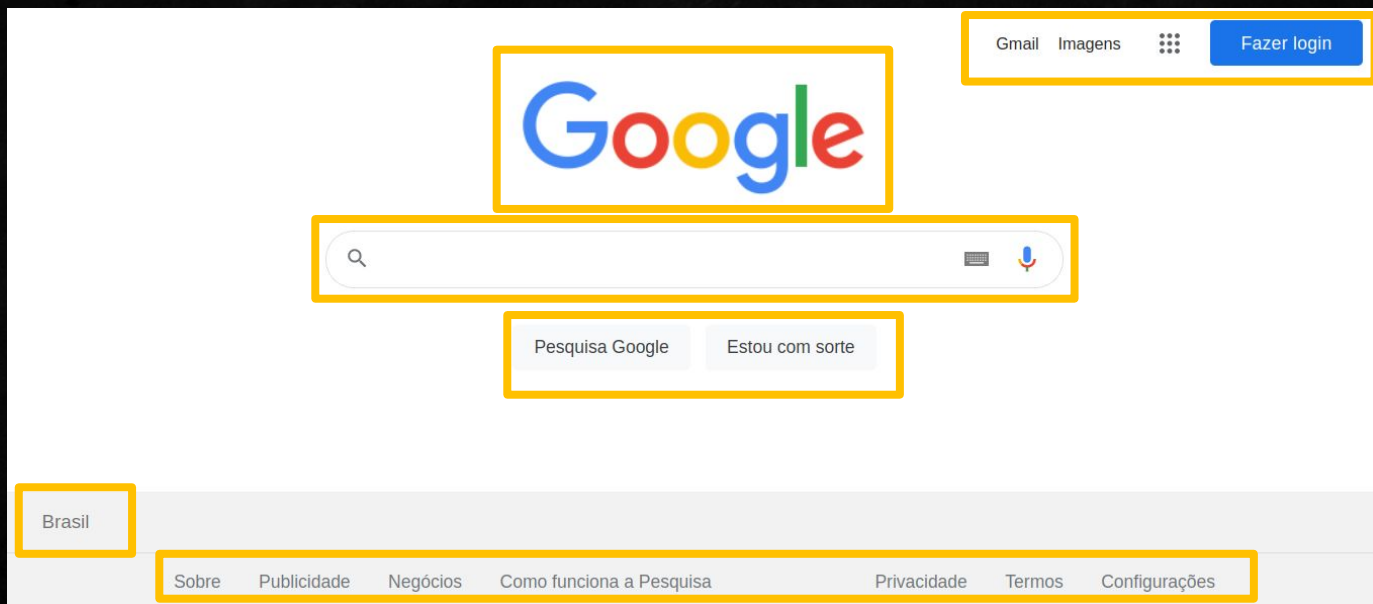 Gmail Imagens Fazer login
Google
Pesquisa Google Estou com sorte
Brasil
Sobre Publicidade Negócios Como funciona a Pesquisa Privacidade Termos Configurações